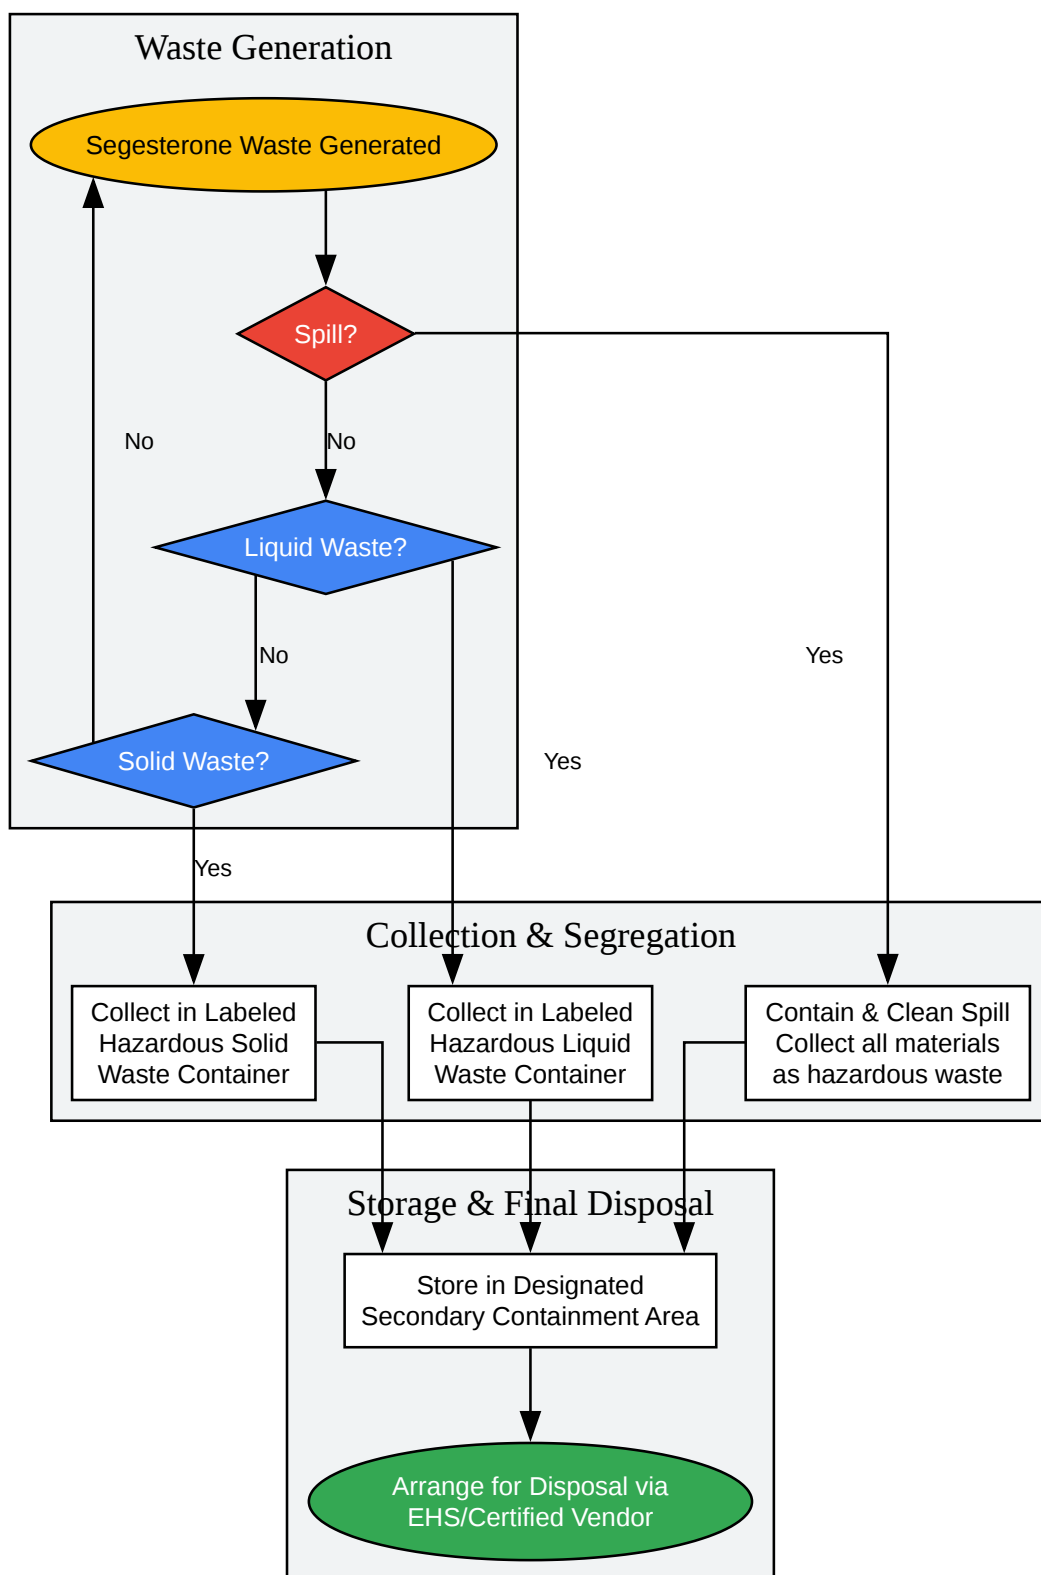 Waste Generation
Segesterone Waste Generated
Spill?
No
No
Liquid Waste?
No
Yes
Solid Waste?
Yes
Yes
Collection & Segregation
Collect in Labeled
Hazardous Solid
Waste Container
Collect in Labeled
Hazardous Liquid
Waste Container
Contain & Clean Spill
Collect all materials
as hazardous waste
Storage & Final Disposal
Store in Designated
Secondary Containment Area
Arrange for Disposal via
EHS/Certified Vendor